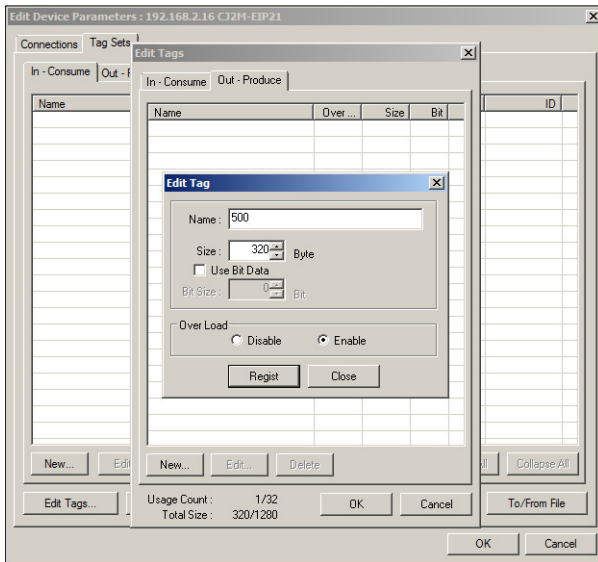 Edit Device Parameters : 192.168.2.16 CJ2M-EIP21
Connections Tag Sets
In - Consume Out -
Name ID
New...
Edit Tags... To/From File
Collapse All
OK Cancel
Edit Tags
In - Consume Out - Produce
Name Over ... Size Bit
Edit Tag
Name : 500
Size : 320 Byte
Use Bit Data
Bit Size : 0 Bit
Over Load
Disable Enable
Regist Close
New... Edit... Delete
Usage Count : 1/32
Total Size : 320/1280
OK Cancel